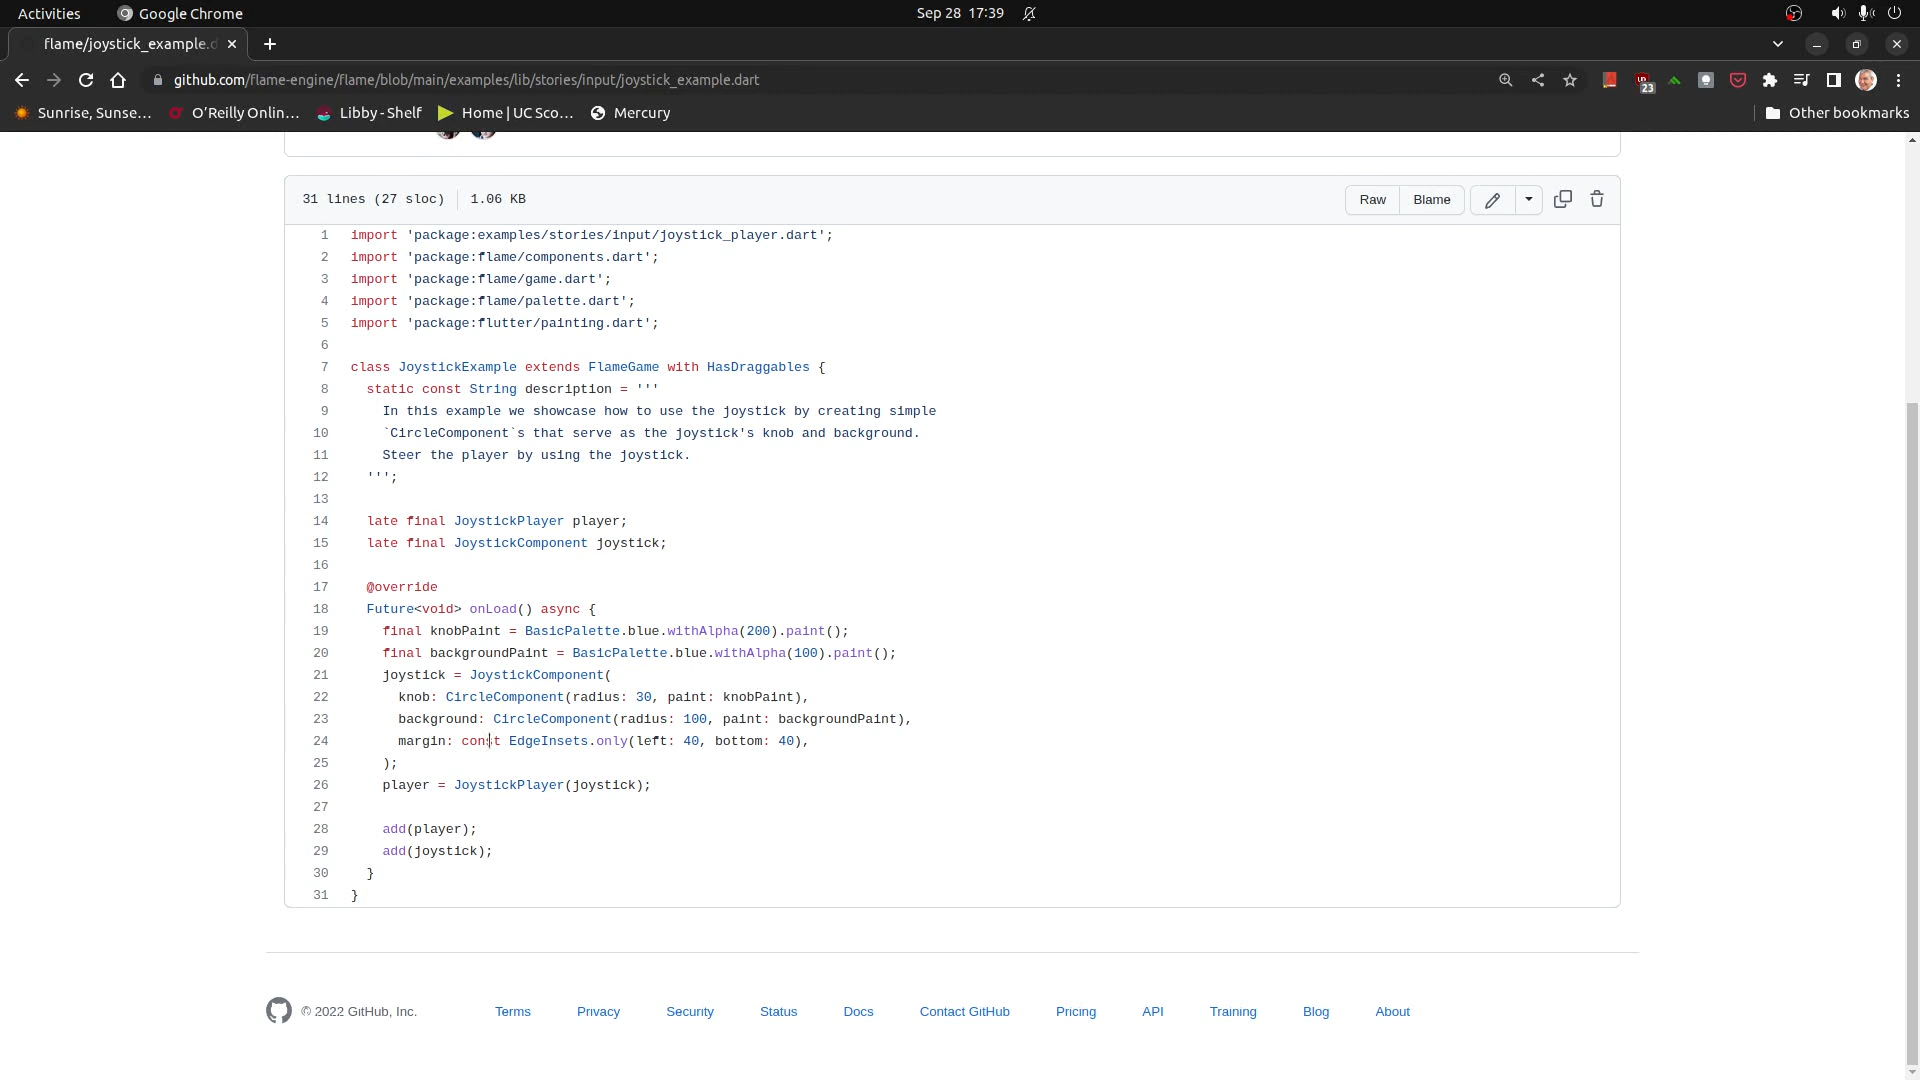 Activities
Google Chrome
Sep 28 17:39
flame/joystick_example.d
github.com/flame-engine/flame/blob/main/examples/lib/stories/input/joystick_example.dart
23
Sunrise, Sunse...
O'Reilly Onlin...
Libby - Shelf
Home | UC Sco...
Mercury
Other bookmarks
31 lines (27 sloc)
1.06 KB
Raw
Blame
1 import 'package:examples/stories/input/joystick_player.dart';
2 import 'package:flame/components.dart';
3 import 'package:flame/game.dart';
4 import 'package:flame/palette.dart';
5 import 'package:flutter/painting.dart';
6
7 class JoystickExample extends FlameGame with HasDraggables {
8   static const String description = '''
9     In this example we showcase how to use the joystick by creating simple
10     `CircleComponent`s that serve as the joystick's knob and background.
11     Steer the player by using the joystick.
12   ''';
13
14   late final JoystickPlayer player;
15   late final JoystickComponent joystick;
16
17   @override
18   Future<void> onLoad() async {
19     final knobPaint = BasicPalette.blue.withAlpha(200).paint();
20     final backgroundPaint = BasicPalette.blue.withAlpha(100).paint();
21     joystick = JoystickComponent(
22       knob: CircleComponent(radius: 30, paint: knobPaint),
23       background: CircleComponent(radius: 100, paint: backgroundPaint),
24       margin: const EdgeInsets.only(left: 40, bottom: 40),
25     );
26     player = JoystickPlayer(joystick);
27
28     add(player);
29     add(joystick);
30   }
31 }
© 2022 GitHub, Inc.
Terms
Privacy
Security
Status
Docs
Contact GitHub
Pricing
API
Training
Blog
About